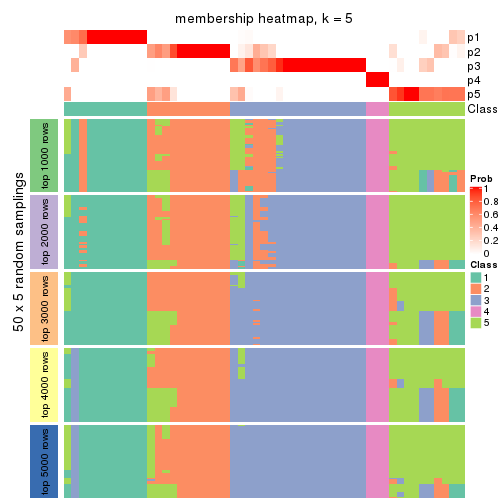 membership heatmap, k = 5
p1
p2
p3
p4
p5
Class
50 x 5 random samplings
top 1000 rows
top 2000 rows
top 3000 rows
top 4000 rows
top 5000 rows
Prob
1
0.8
0.6
0.4
0.2
0
Class
1
2
3
4
5